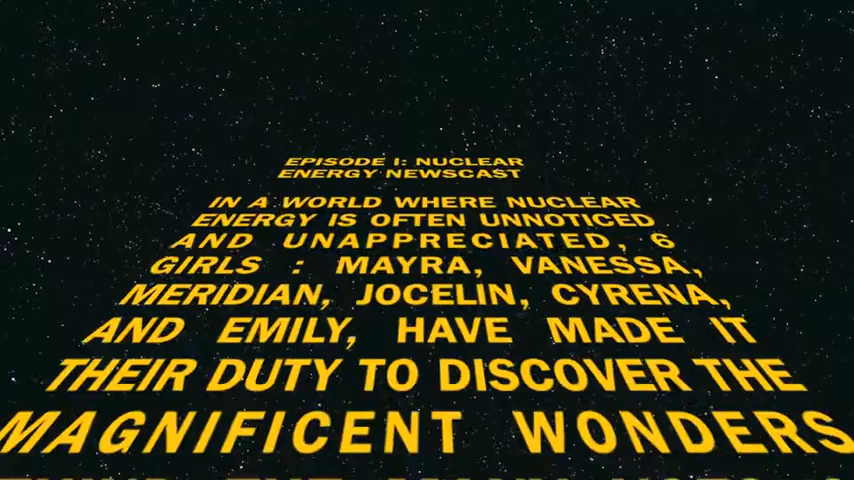 EPISODE I: NUCLEAR
ENERGY NEWSCAST
IN A WORLD WHERE NUCLEAR
ENERGY IS OFTEN UNNOTICED
AND UNAPPRECIATED, 6
GIRLS : MAYRA, VANESSA,
MERIDIAN, JOCELIN, CYRENA,
AND EMILY, HAVE MADE IT
THEIR DUTY TO DISCOVER THE
MAGNIFICENT WONDERS